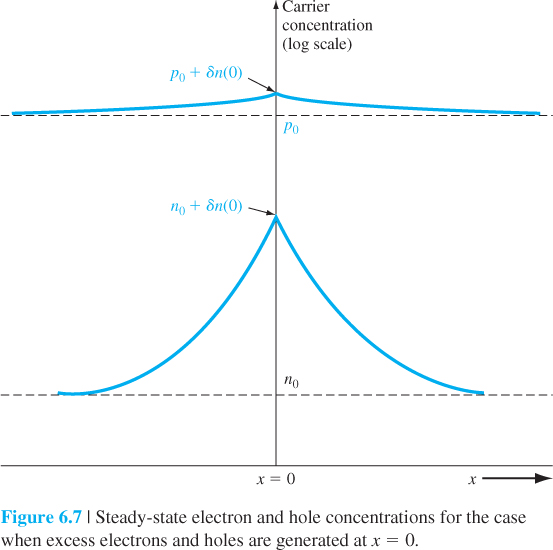 Carrier
concentration
(log scale)
p₀ + δn(0)
p₀
n₀ + δn(0)
n₀
x = 0
x
Figure 6.7 | Steady-state electron and hole concentrations for the case
when excess electrons and holes are generated at x = 0.